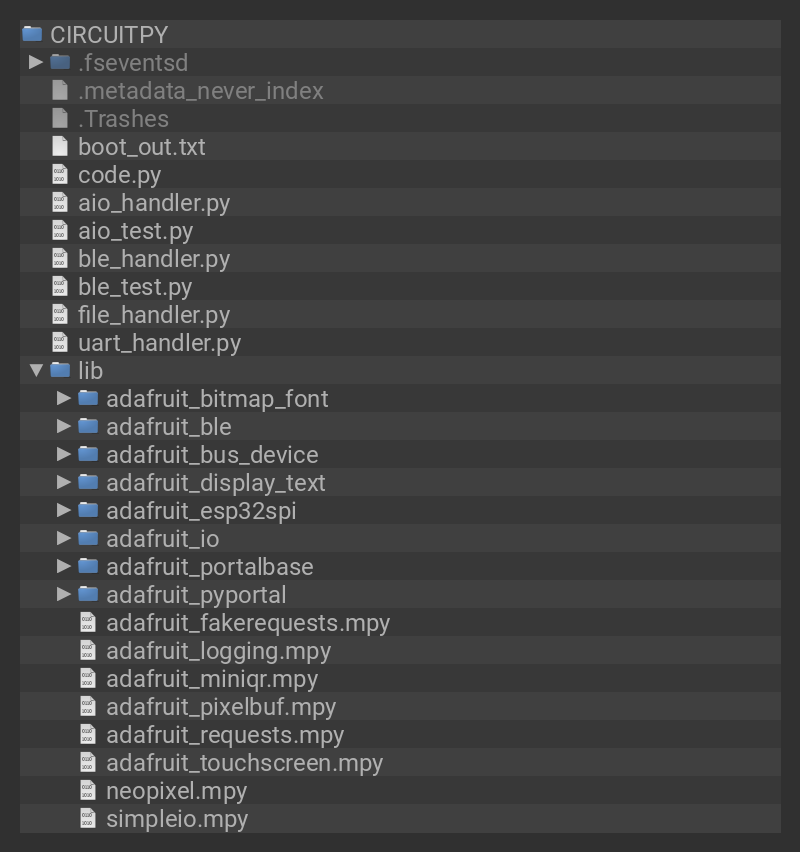 CIRCUITPY
.fseventsd
.metadata_never_index
.Trashes
boot_out.txt
code.py
aio_handler.py
aio_test.py
ble_handler.py
ble_test.py
file_handler.py
uart_handler.py
lib
adafruit_bitmap_font
adafruit_ble
adafruit_bus_device
adafruit_display_text
adafruit_esp32spi
adafruit_io
adafruit_portalbase
adafruit_pyportal
adafruit_fakerequests.mpy
adafruit_logging.mpy
adafruit_miniqr.mpy
adafruit_pixelbuf.mpy
adafruit_requests.mpy
adafruit_touchscreen.mpy
neopixel.mpy
simpleio.mpy